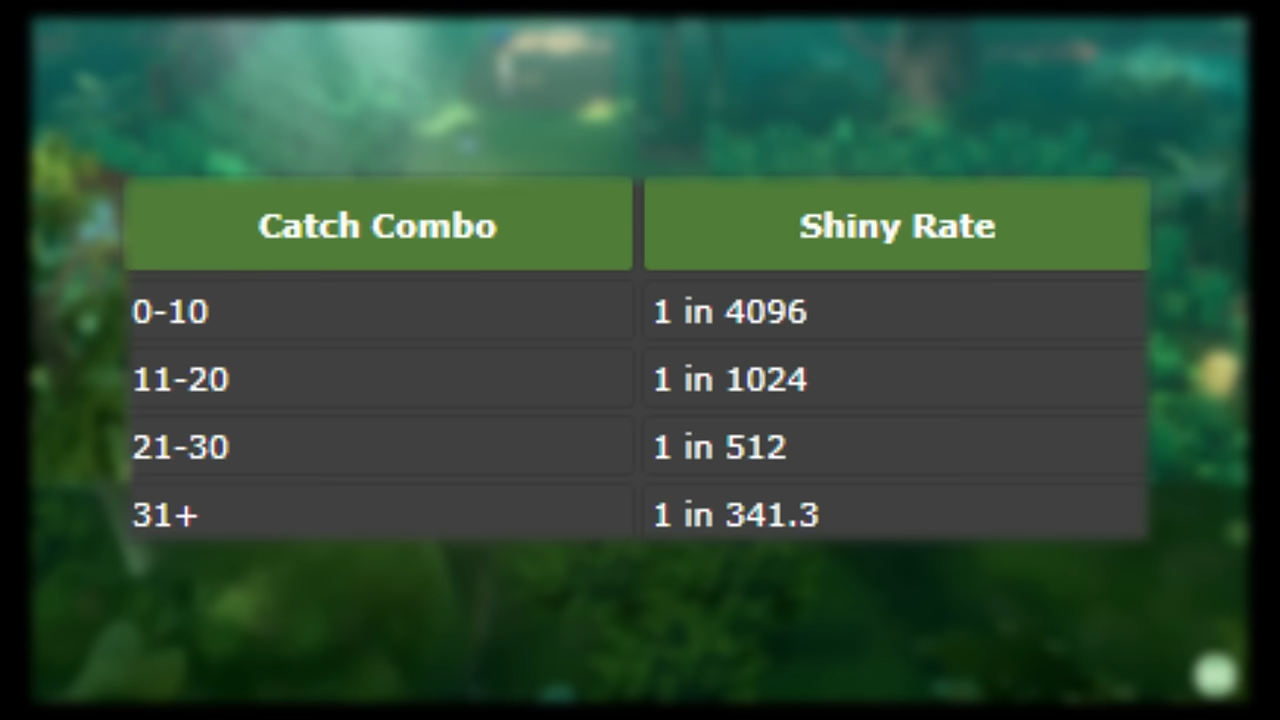 Catch Combo Shiny Rate
0-10 1 in 4096
11-20 1 in 1024
21-30 1 in 512
31+ 1 in 341.3